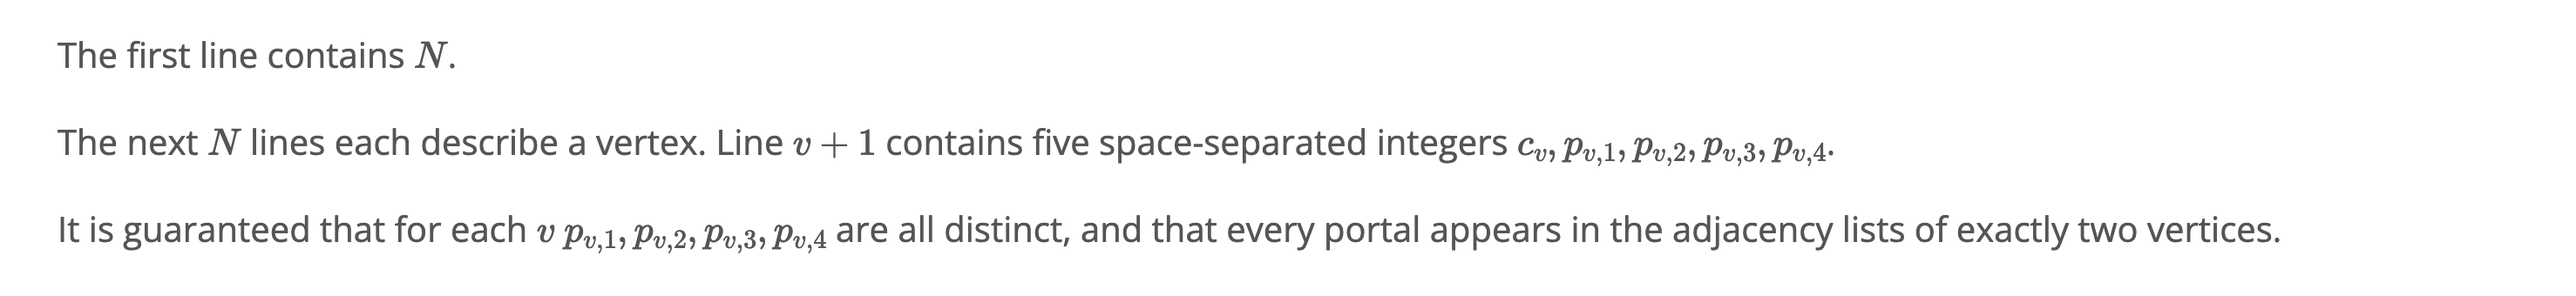 The first line contains $N$.
The next $N$ lines each describe a vertex. Line $v + 1$ contains five space-separated integers $c_v, p_{v,1}, p_{v,2}, p_{v,3}, p_{v,4}$.
It is guaranteed that for each $v$ $p_{v,1}, p_{v,2}, p_{v,3}, p_{v,4}$ are all distinct, and that every portal appears in the adjacency lists of exactly two vertices.